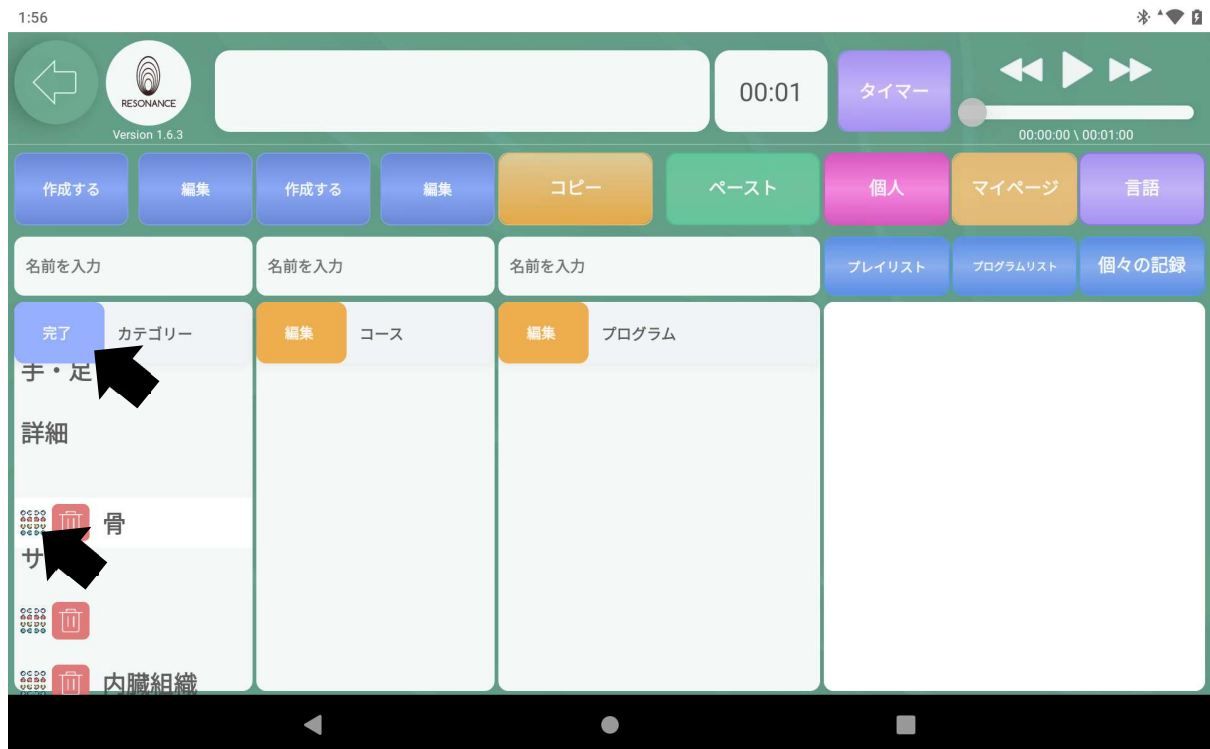 1:56
RESONANCE
Version 1.6.3
00:01
タイマー
00:00:00 \ 00:01:00
作成する
編集
作成する
編集
コピー
ペースト
個人
マイページ
言語
名前を入力
名前を入力
名前を入力
プレイリスト
プログラムリスト
個々の記録
完了
カテゴリー
編集
コース
編集
プログラム
手・足
詳細
骨
サ
内臓組織